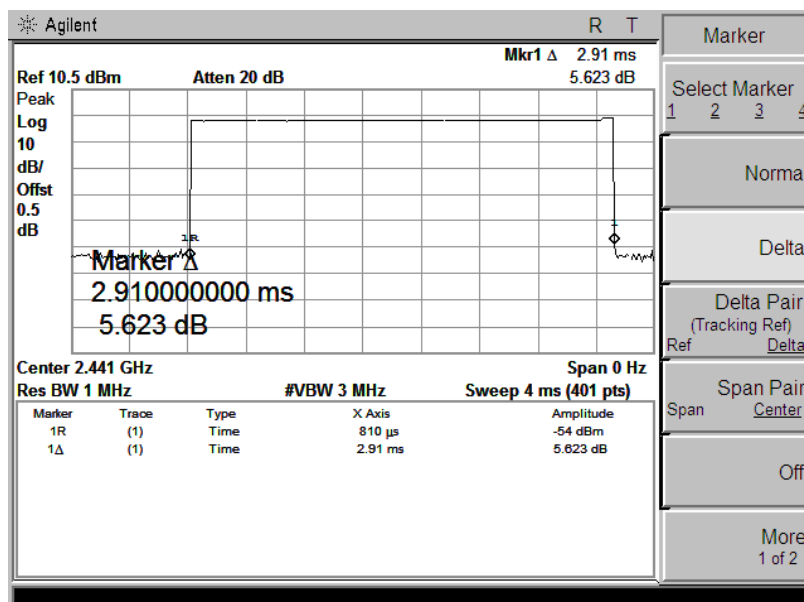 Agilent R T
Mkr1 Δ 2.91 ms
Ref 10.5 dBm Atten 20 dB 5.623 dB
Peak
Log
10
dB/
Offst
0.5
dB
1R
1
Marker Δ
2.910000000 ms
5.623 dB
Center 2.441 GHz Span 0 Hz
Res BW 1 MHz #VBW 3 MHz Sweep 4 ms (401 pts)
Marker Trace Type X Axis Amplitude
1R (1) Time 810 µs -54 dBm
1Δ (1) Time 2.91 ms 5.623 dB
Marker
Select Marker
1 2 3 4
Norma
Delta
Delta Pair
(Tracking Ref)
Ref Delta
Span Pair
Span Center
Off
More
1 of 2